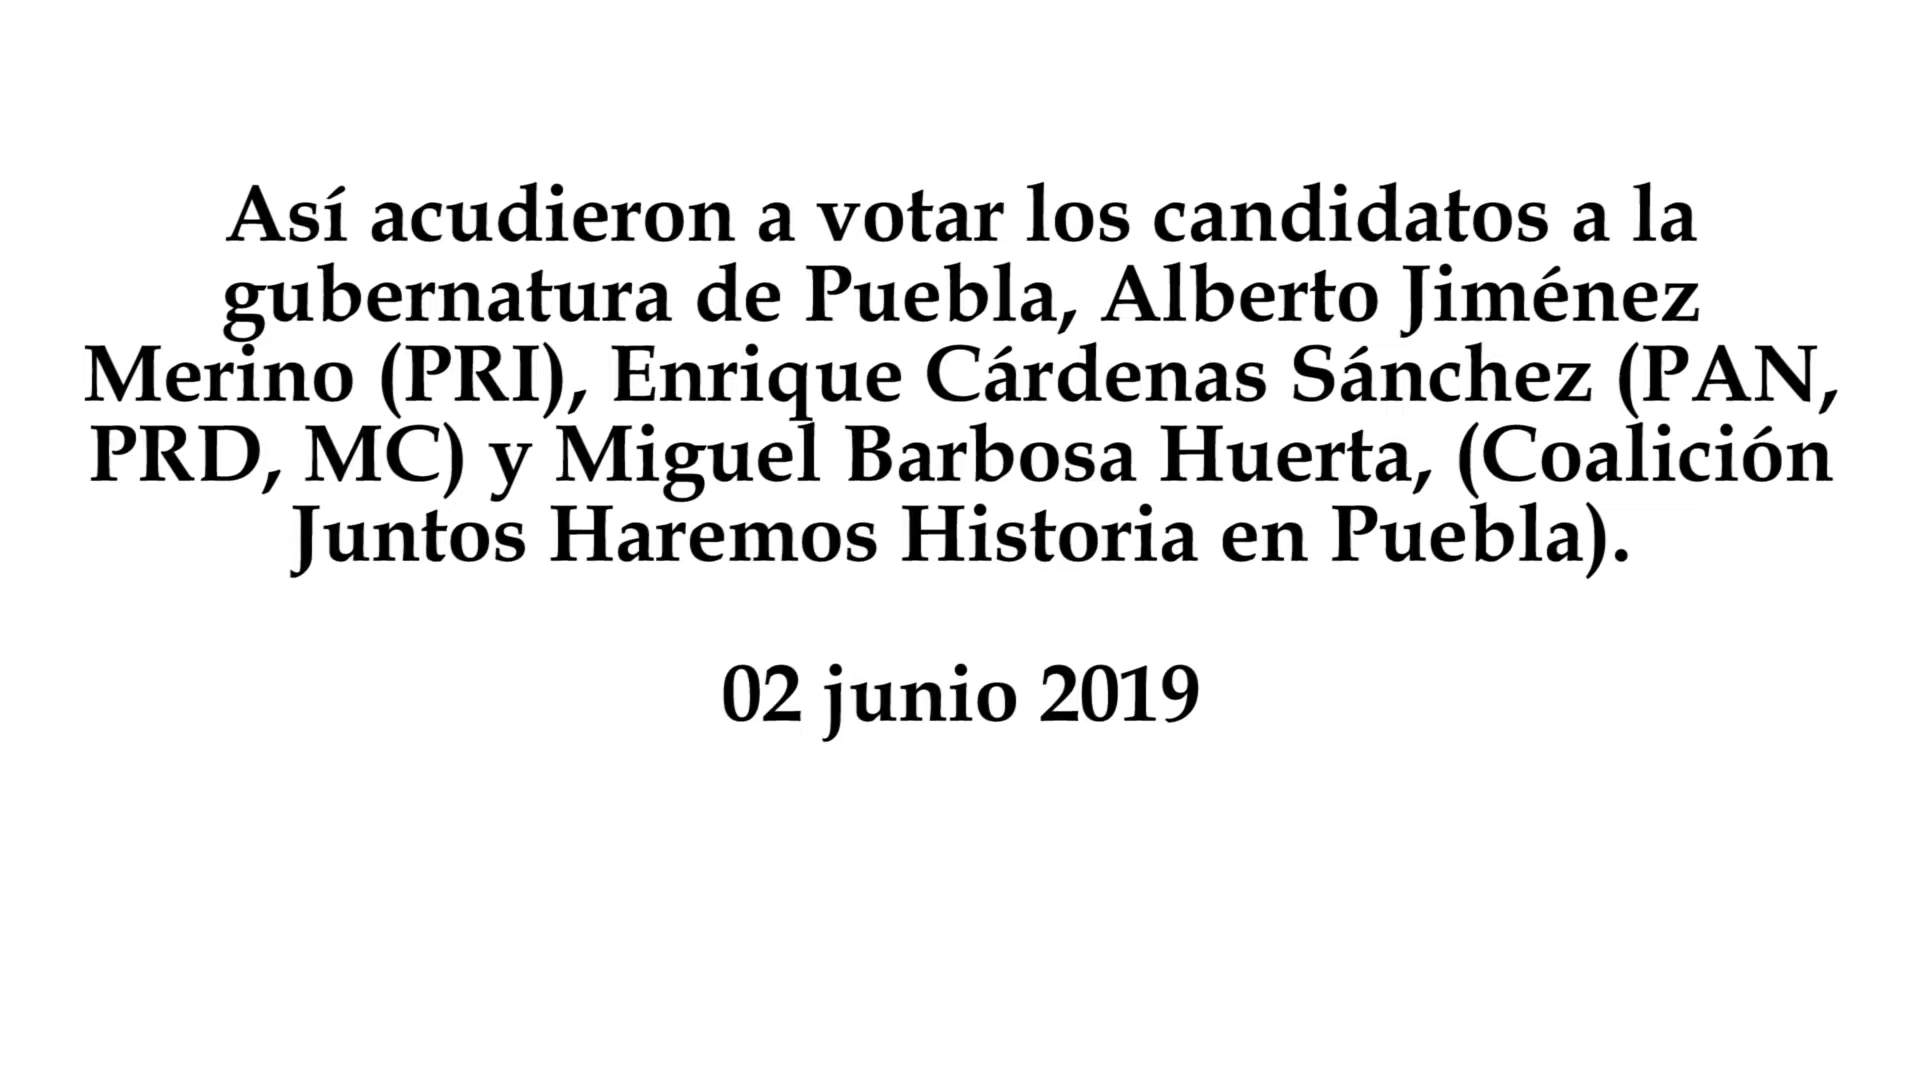 Así acudieron a votar los candidatos a la
gubernatura de Puebla, Alberto Jiménez
Merino (PRI), Enrique Cárdenas Sánchez (PAN,
PRD, MC) y Miguel Barbosa Huerta, (Coalición
Juntos Haremos Historia en Puebla).
02 junio 2019